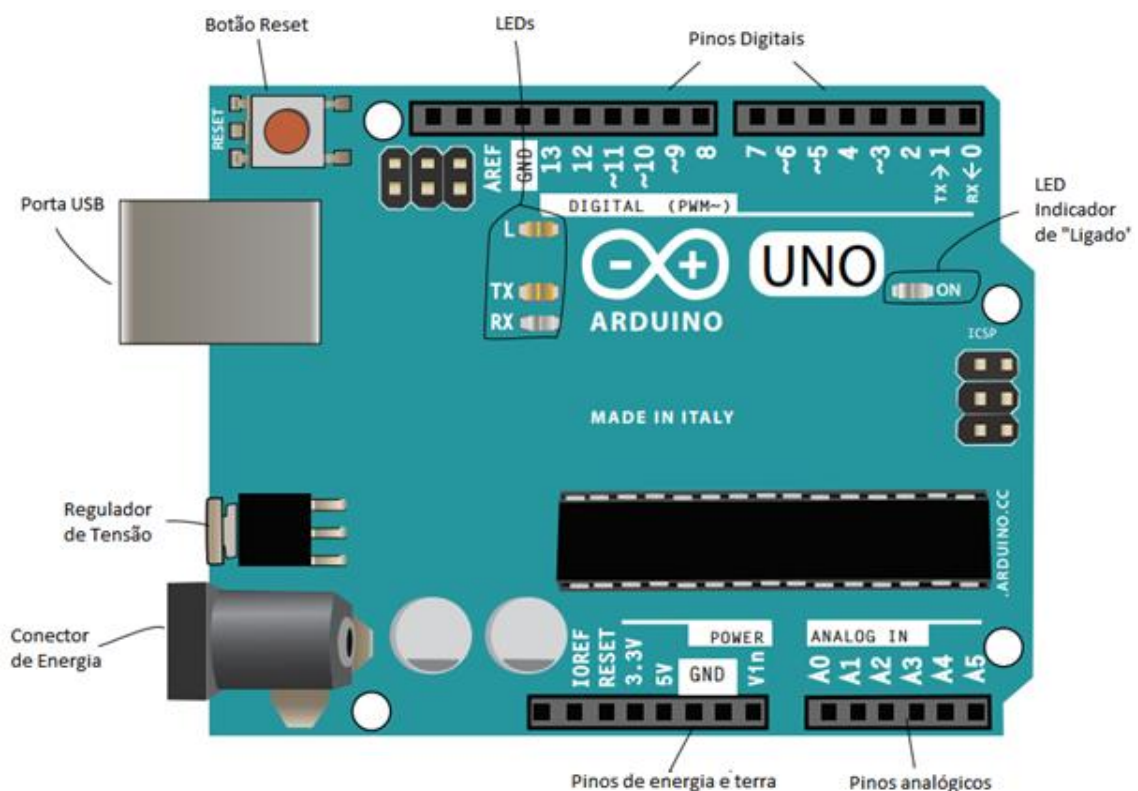 Botão Reset
LEDs
Pinos Digitais
RESET
AREF
GND
13
12
~11
~10
~9
8
7
~6
~5
4
~3
2
TX→1
RX←0
DIGITAL (PWM~)
Porta USB
LED
Indicador
de "Ligado'
L
TX
RX
UNO
ON
ARDUINO
ICSP
MADE IN ITALY
Regulador
de Tensão
.ARDUINO.CC
Conector
de Energia
POWER
ANALOG IN
IOREF
RESET
3.3V
5V
GND
Vin
A0
A1
A2
A3
A4
A5
Pinos de energia e terra
Pinos analógicos